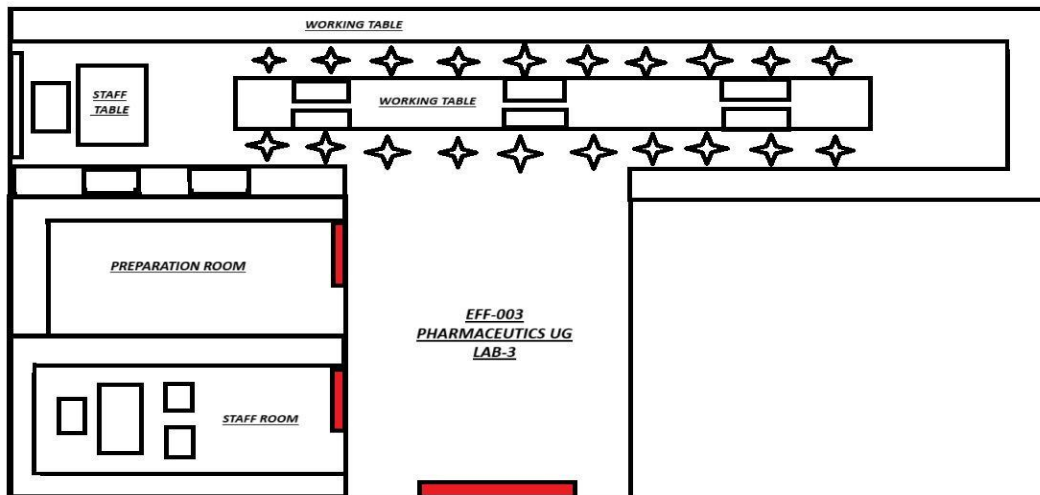 WORKING TABLE
STAFF
TABLE
WORKING TABLE
PREPARATION ROOM
EFF-003
PHARMACEUTICS UG
LAB-3
STAFF ROOM